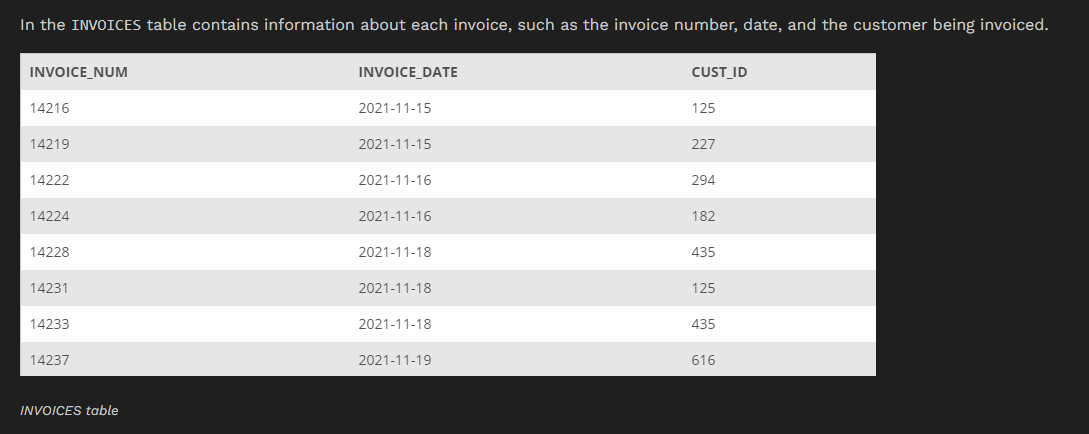 In the INVOICES table contains information about each invoice, such as the invoice number, date, and the customer being invoiced.
INVOICE_NUM INVOICE_DATE CUST_ID
14216 2021-11-15 125
14219 2021-11-15 227
14222 2021-11-16 294
14224 2021-11-16 182
14228 2021-11-18 435
14231 2021-11-18 125
14233 2021-11-18 435
14237 2021-11-19 616
INVOICES table